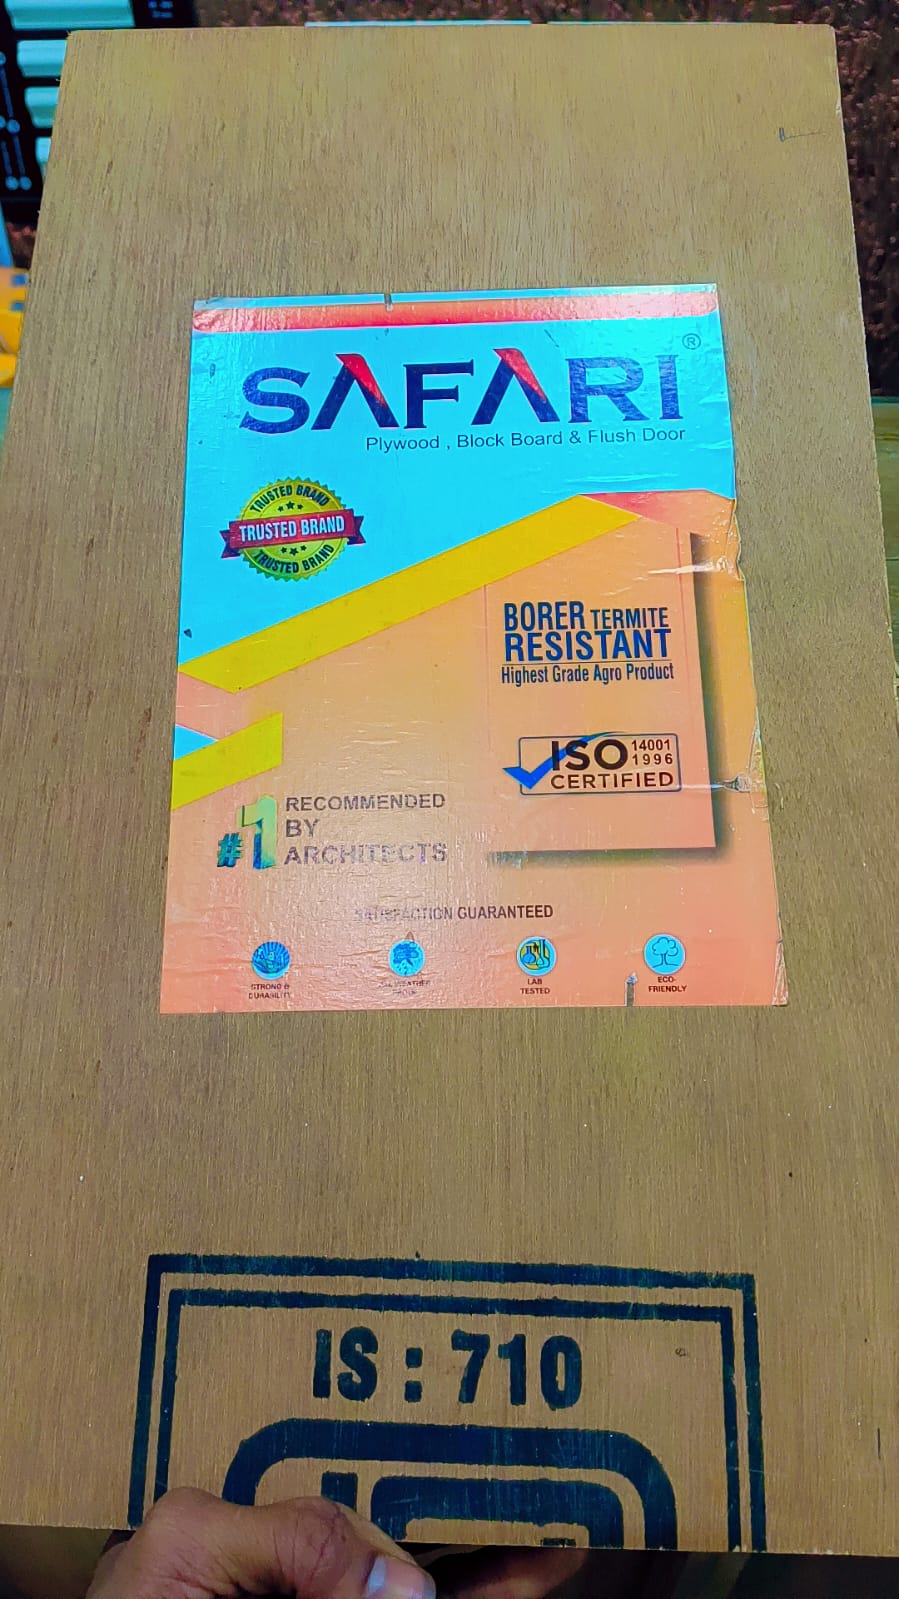 SAFARI®
Plywood , Block Board & Flush Door
TRUSTED BRAND
TRUSTED BRAND
TRUSTED BRAND
BORER TERMITE
RESISTANT
Highest Grade Agro Product
ISO 14001
1996
CERTIFIED
#1 RECOMMENDED
BY
ARCHITECTS
SATISFACTION GUARANTEED
STRONG &
DURABILITY
WEATHER
LAB
TESTED
ECO-
FRIENDLY
IS : 710